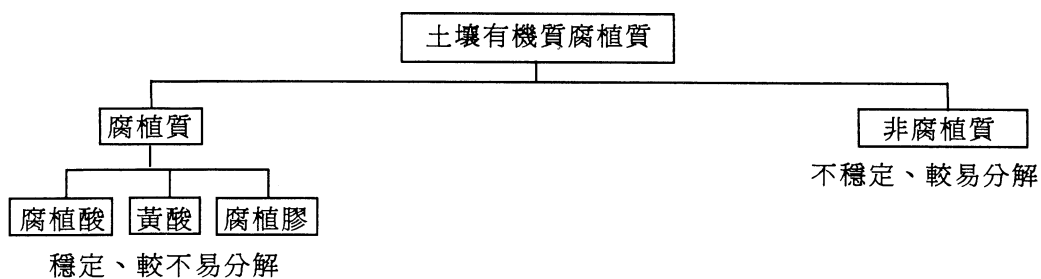 土壤有機質腐植質
腐植質
非腐植質
不穩定、較易分解
腐植酸 黃酸 腐植膠
穩定、較不易分解